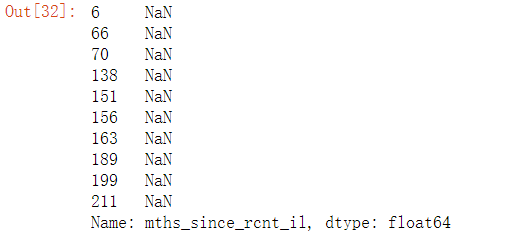 Out[32]: 6 NaN
66 NaN
70 NaN
138 NaN
151 NaN
156 NaN
163 NaN
189 NaN
199 NaN
211 NaN
Name: mths_since_rcnt_il, dtype: float64